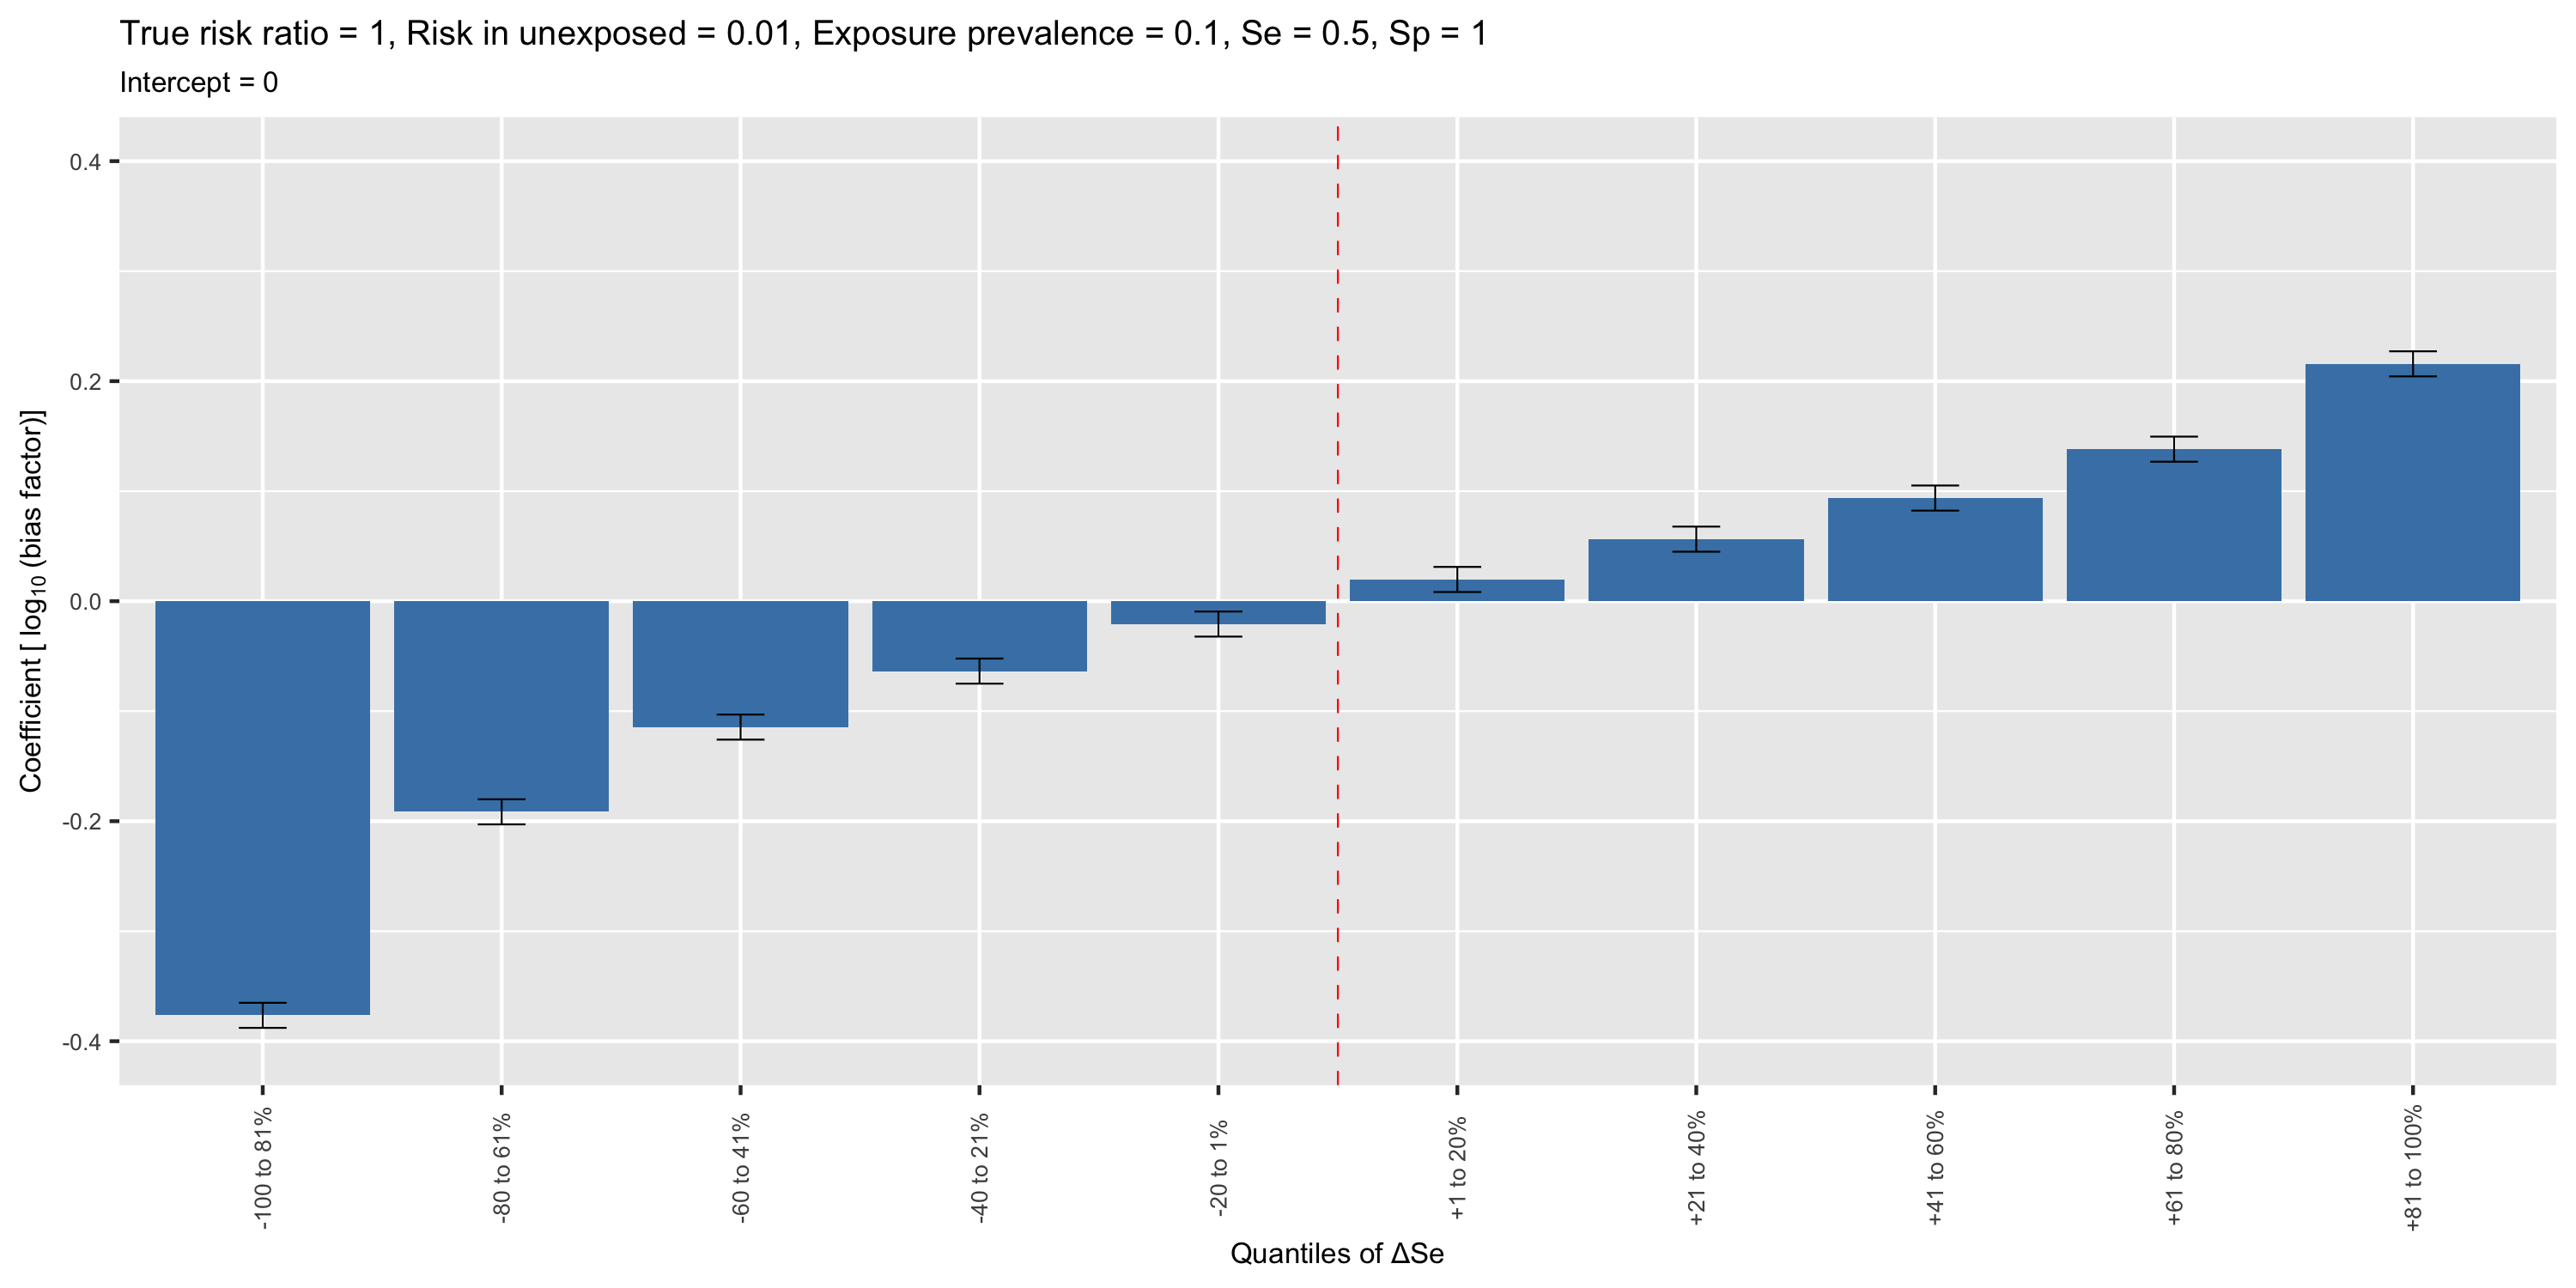 True risk ratio = 1, Risk in unexposed = 0.01, Exposure prevalence = 0.1, Se = 0.5, Sp = 1
Intercept = 0
Coefficient [ log₁₀ (bias factor)]
0.4
0.2
0.0
-0.2
-0.4
-100 to 81%
-80 to 61%
-60 to 41%
-40 to 21%
-20 to 1%
+1 to 20%
+21 to 40%
+41 to 60%
+61 to 80%
+81 to 100%
Quantiles of ΔSe